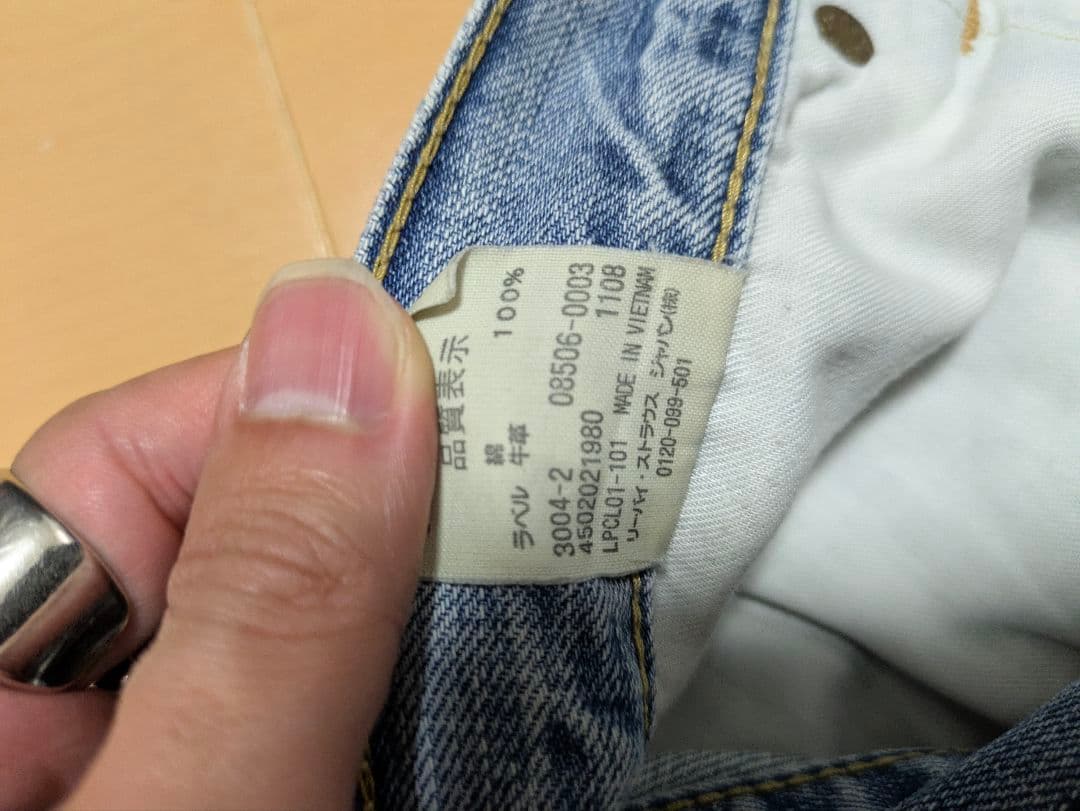 品質表示
綿 100%
ラベル 牛革
3004-2 08506-0003
4502021980 1108
LPCL01-101 MADE IN VIETNAM
リーバイ・ストラウス ジャパン(株)
0120-099-501